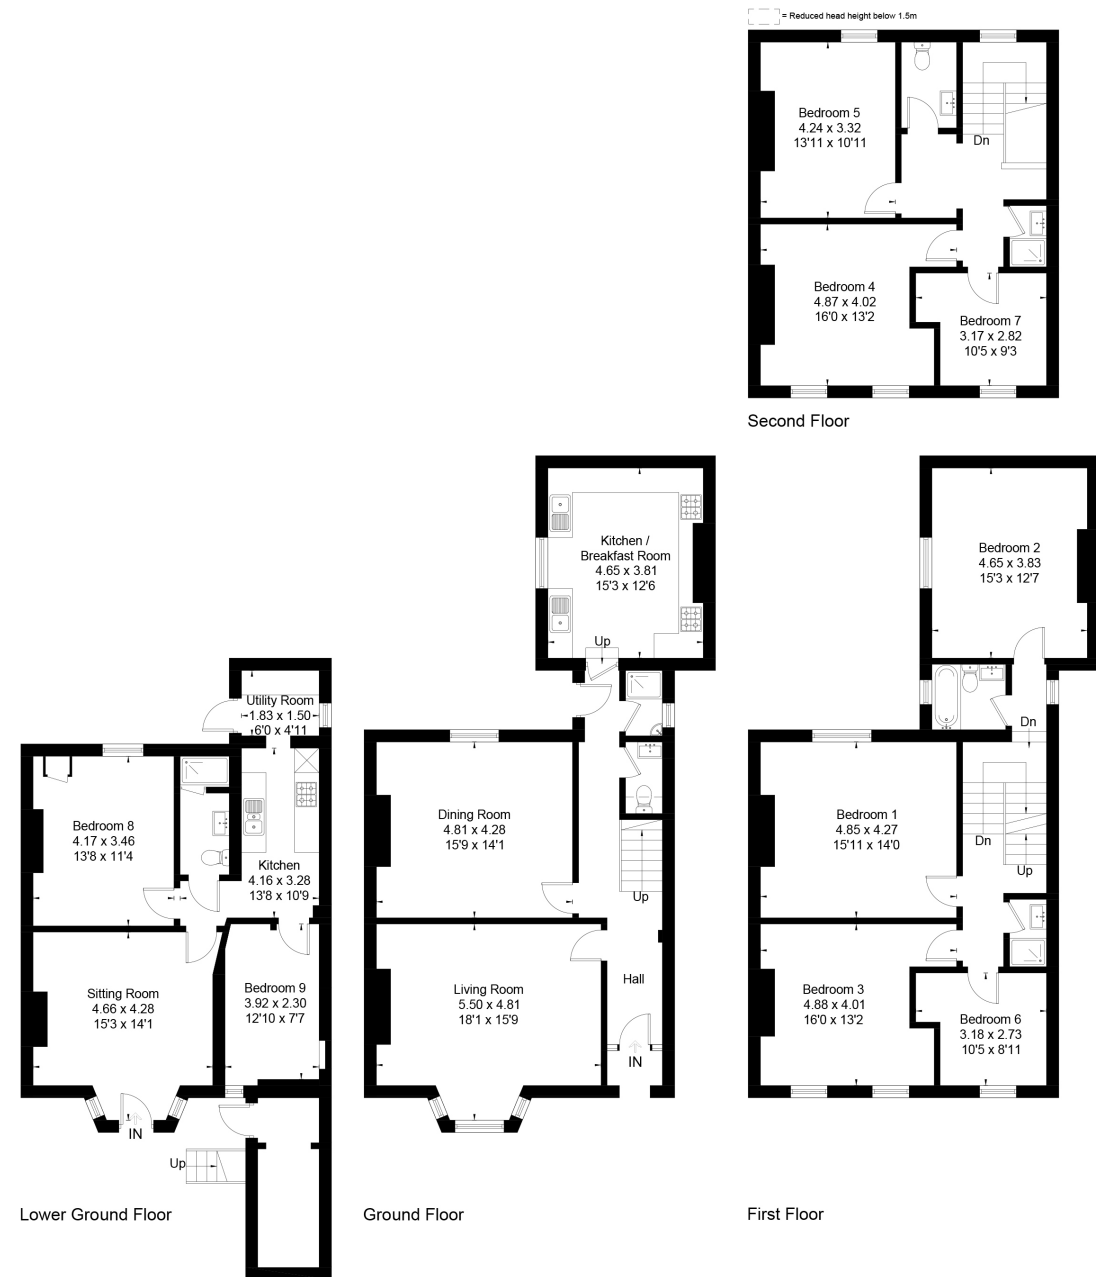 = Reduced head height below 1.5m
Bedroom 5
4.24 x 3.32
13'11 x 10'11
Dn
Bedroom 4
4.87 x 4.02
16'0 x 13'2
Bedroom 7
3.17 x 2.82
10'5 x 9'3
Second Floor
Kitchen /
Breakfast Room
4.65 x 3.81
15'3 x 12'6
Up
Bedroom 2
4.65 x 3.83
15'3 x 12'7
Utility Room
1.83 x 1.50
6'0 x 4'11
Bedroom 8
4.17 x 3.46
13'8 x 11'4
Kitchen
4.16 x 3.28
13'8 x 10'9
Sitting Room
4.66 x 4.28
15'3 x 14'1
Bedroom 9
3.92 x 2.30
12'10 x 7'7
IN
Up
Lower Ground Floor
Dining Room
4.81 x 4.28
15'9 x 14'1
Up
Living Room
5.50 x 4.81
18'1 x 15'9
Hall
IN
Ground Floor
Dn
Bedroom 1
4.85 x 4.27
15'11 x 14'0
Dn
Up
Bedroom 3
4.88 x 4.01
16'0 x 13'2
Bedroom 6
3.18 x 2.73
10'5 x 8'11
First Floor